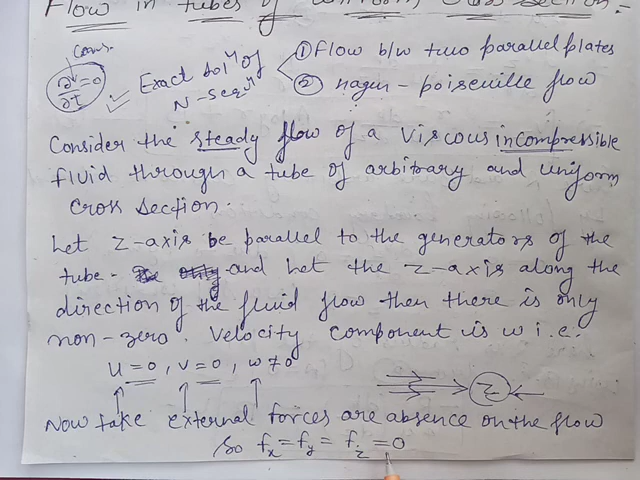 Flow in tubes of uniform cross section:-
Cons.
∂v/∂t = 0
Exact solⁿ of N-S eqⁿ
① Flow b/w two parallel plates
② hagen - poiseuille flow
Consider the steady flow of a viscous incompressible
fluid through a tube of arbitrary and uniform
cross section.
Let z-axis be parallel to the generators of the
tube - and let the z-axis along the
direction of the fluid flow then there is only
non-zero. velocity component is w i.e.
u = 0, v = 0, w ≠ 0
z
Now take external forces are absence on the flow
So fx = fy = fz = 0